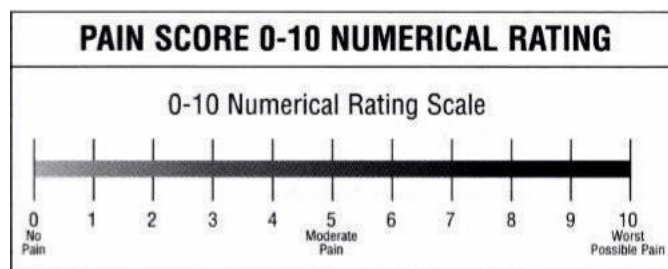 PAIN SCORE 0-10 NUMERICAL RATING
0-10 Numerical Rating Scale
0 1 2 3 4 5 6 7 8 9 10
No Moderate Worst
Pain Pain Possible Pain